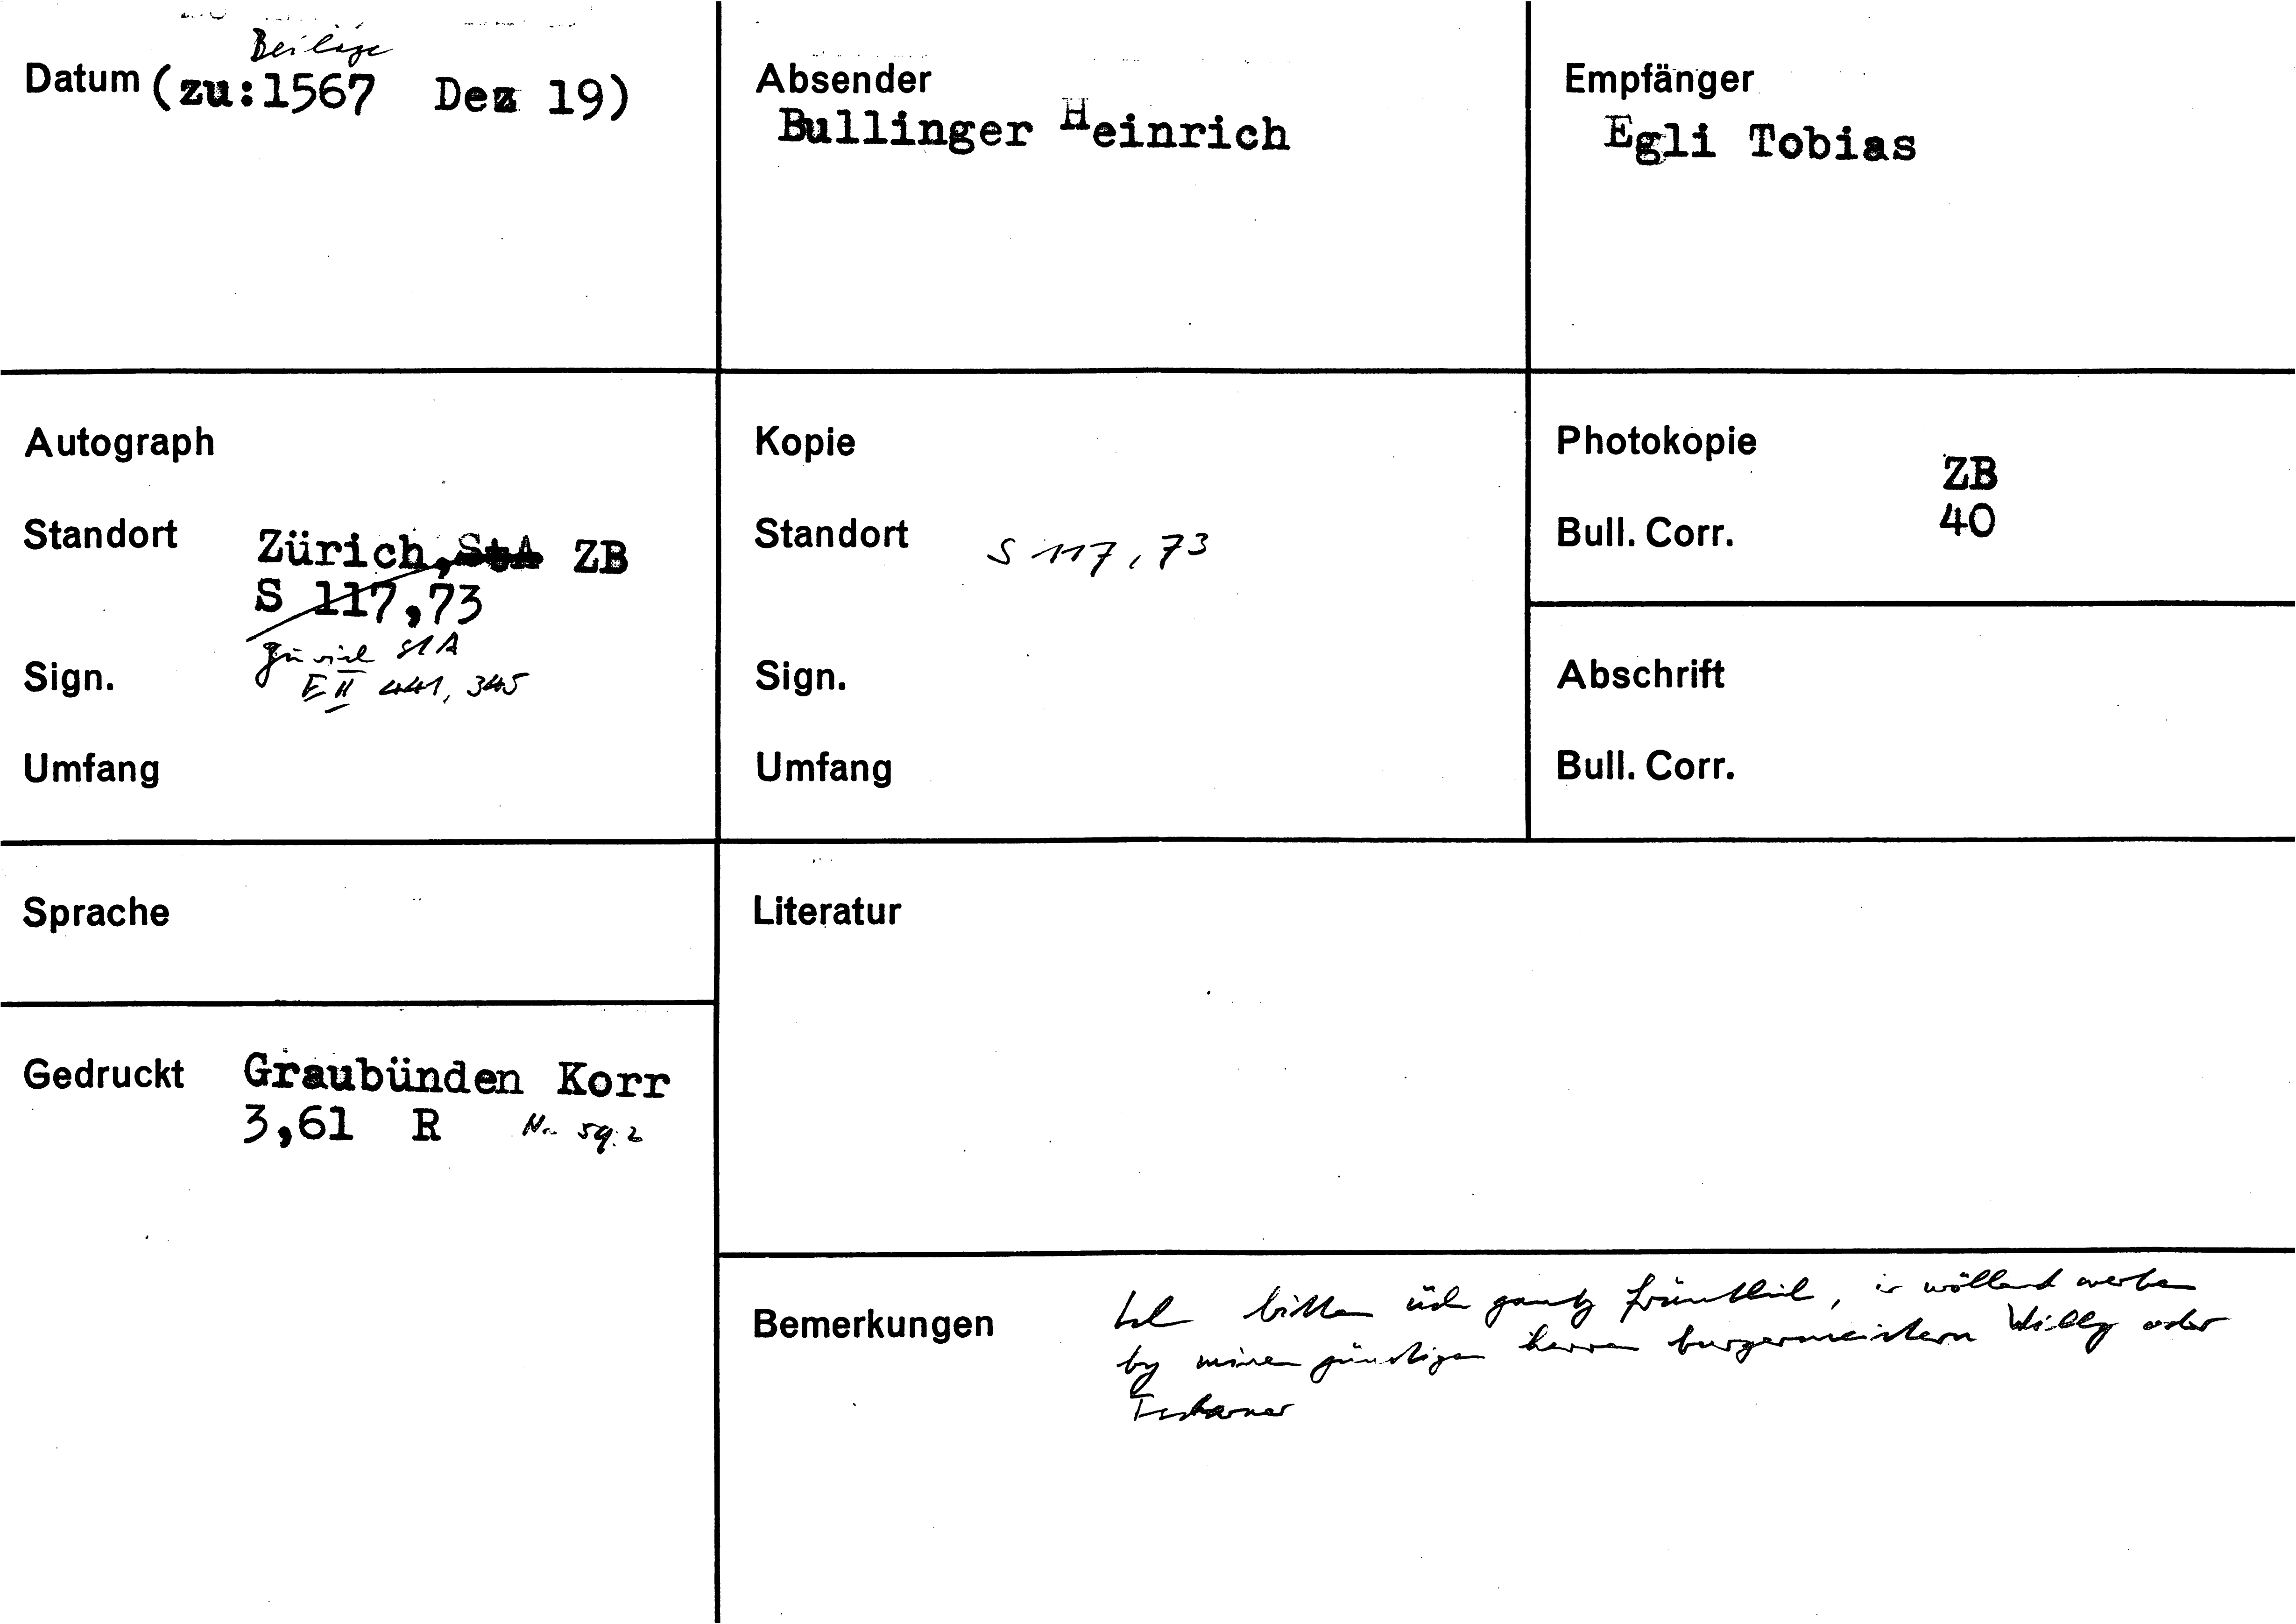 Beilage
Datum (zu:1567 Dez 19)
Absender
Bullinger Heinrich
Empfänger
Egli Tobias
Autograph
Standort Zürich, StA ZB
S 117,73
StA
Sign. E II 441, 345
Umfang
Kopie
Standort S 117, 73
Sign.
Umfang
Photokopie ZB
Bull. Corr. 40
Abschrift
Bull. Corr.
Sprache
Gedruckt Graubünden Korr
3,61 R No 59.2
Literatur
Bemerkungen Ich bitten üch gantz früntlich, ir wöllend werben
by minen günstigen herren burgermeistern Willy oder
Tscharner